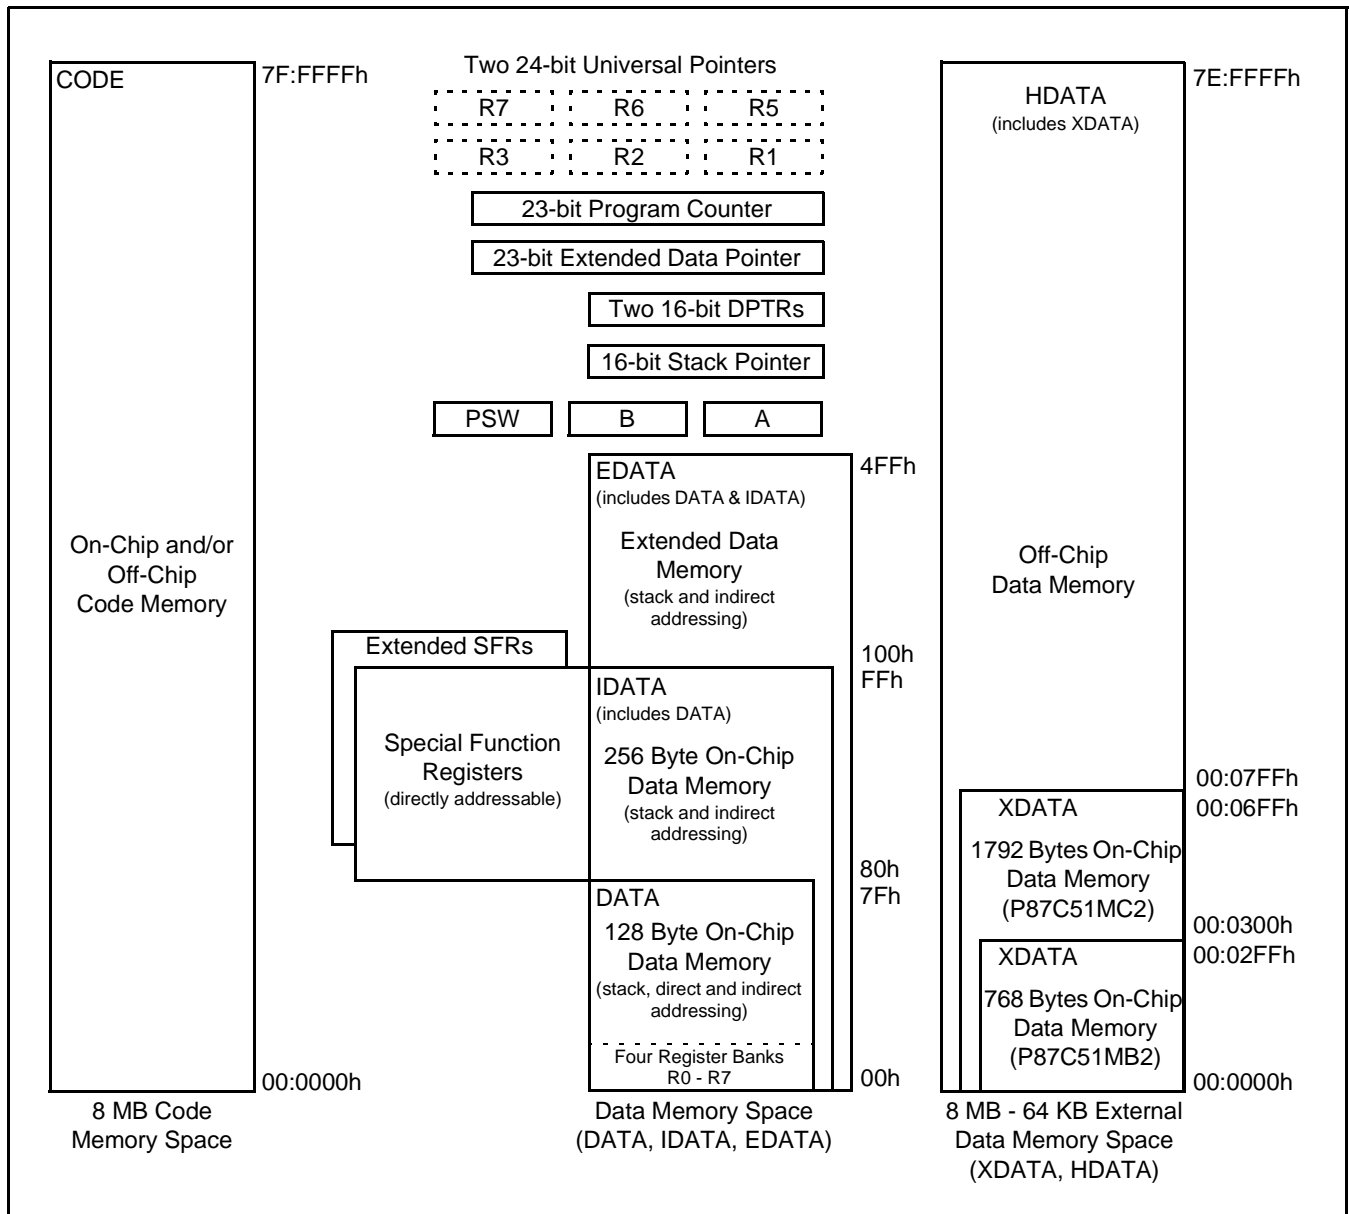 CODE
7F:FFFFh
On-Chip and/or
Off-Chip
Code Memory
00:0000h
8 MB Code
Memory Space
Two 24-bit Universal Pointers
R7 R6 R5
R3 R2 R1
23-bit Program Counter
23-bit Extended Data Pointer
Two 16-bit DPTRs
16-bit Stack Pointer
PSW B A
EDATA
(includes DATA & IDATA)
4FFh
Extended Data
Memory
(stack and indirect
addressing)
100h
Extended SFRs
FFh
Special Function
Registers
(directly addressable)
IDATA
(includes DATA)
256 Byte On-Chip
Data Memory
(stack and indirect
addressing)
80h
7Fh
DATA
128 Byte On-Chip
Data Memory
(stack, direct and indirect
addressing)
Four Register Banks
R0 - R7
00h
Data Memory Space
(DATA, IDATA, EDATA)
HDATA
(includes XDATA)
7E:FFFFh
Off-Chip
Data Memory
00:07FFh
XDATA
00:06FFh
1792 Bytes On-Chip
Data Memory
(P87C51MC2)
00:0300h
XDATA
00:02FFh
768 Bytes On-Chip
Data Memory
(P87C51MB2)
00:0000h
8 MB - 64 KB External
Data Memory Space
(XDATA, HDATA)